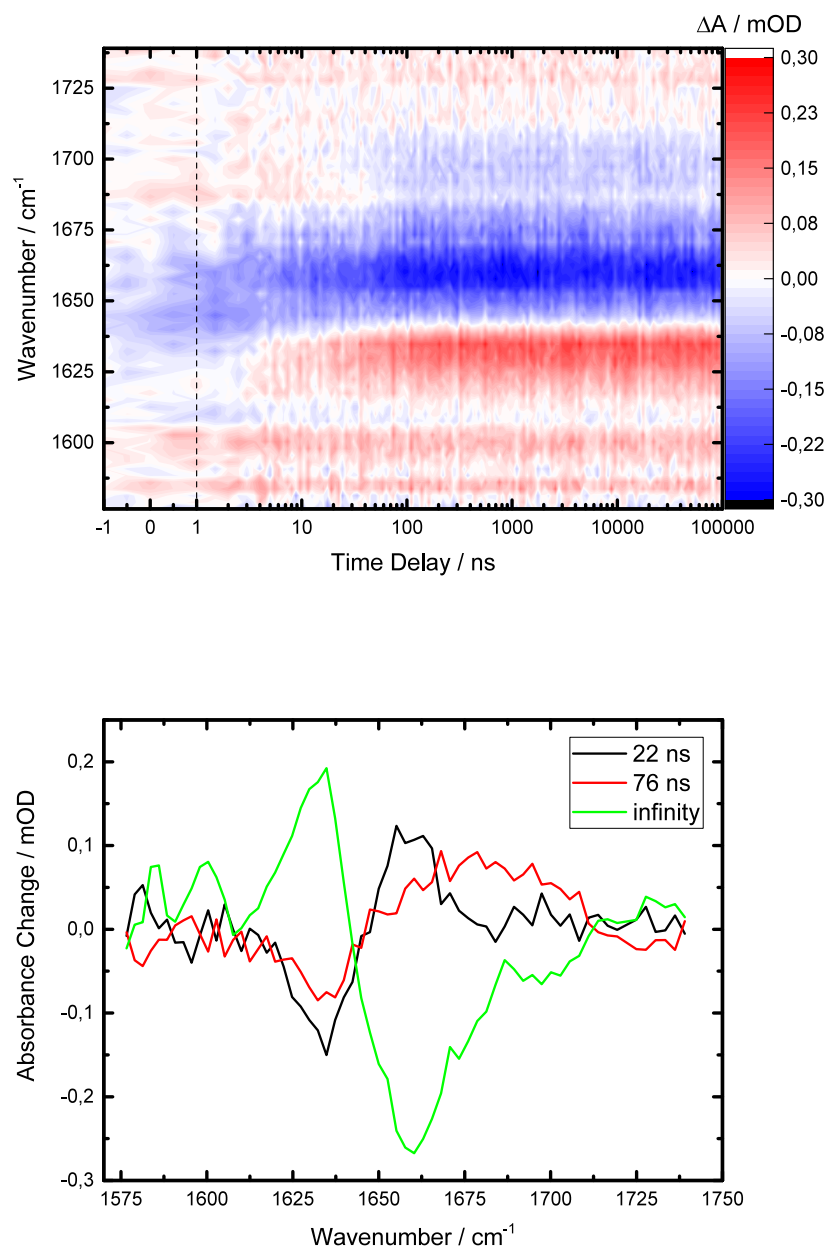 ΔA / mOD
0,30
0,23
0,15
0,08
0,00
-0,08
-0,15
-0,22
-0,30
1725
1700
1675
1650
1625
1600
Wavenumber / cm⁻¹
-1 0 1 10 100 1000 10000 100000
Time Delay / ns
0,2
0,1
0,0
-0,1
-0,2
-0,3
Absorbance Change / mOD
22 ns
76 ns
infinity
1575 1600 1625 1650 1675 1700 1725 1750
Wavenumber / cm⁻¹